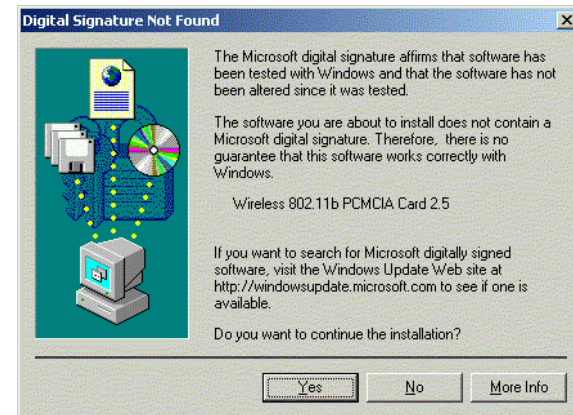 Digital Signature Not Found
The Microsoft digital signature affirms that software has
been tested with Windows and that the software has not
been altered since it was tested.
The software you are about to install does not contain a
Microsoft digital signature. Therefore, there is no
guarantee that this software works correctly with
Windows.
Wireless 802.11b PCMCIA Card 2.5
If you want to search for Microsoft digitally signed
software, visit the Windows Update Web site at
http://windowsupdate.microsoft.com to see if one is
available.
Do you want to continue the installation?
Yes No More Info